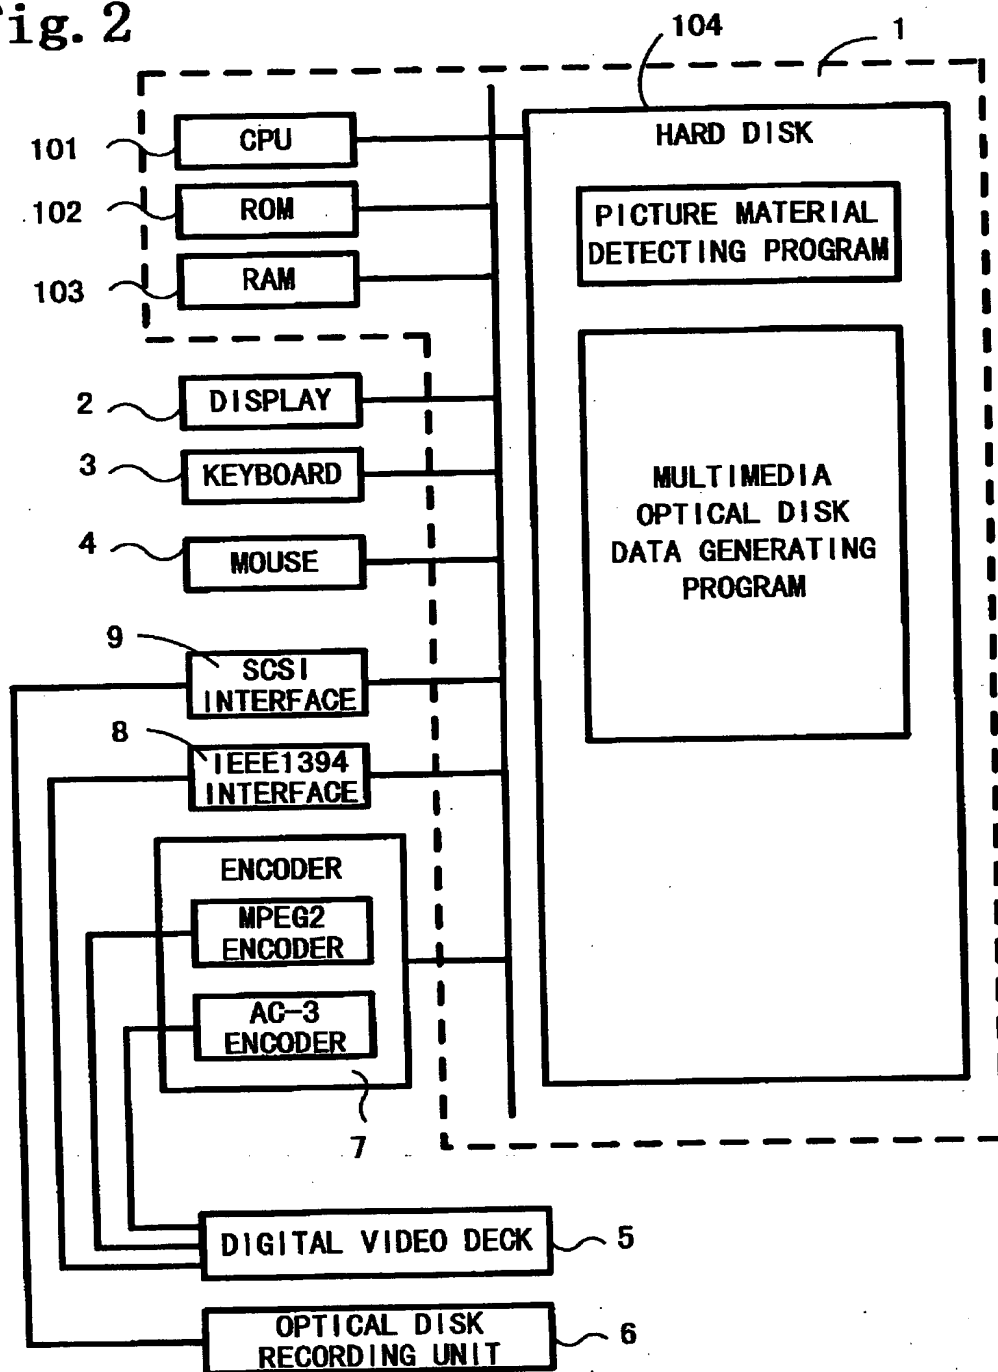 Fig. 2
104
1
101
CPU
HARD DISK
102
ROM
PICTURE MATERIAL
DETECTING PROGRAM
103
RAM
2
DISPLAY
3
KEYBOARD
MULTIMEDIA
OPTICAL DISK
DATA GENERATING
PROGRAM
4
MOUSE
9
SCSI
INTERFACE
8
IEEE1394
INTERFACE
ENCODER
MPEG2
ENCODER
AC-3
ENCODER
7
DIGITAL VIDEO DECK
5
OPTICAL DISK
RECORDING UNIT
6